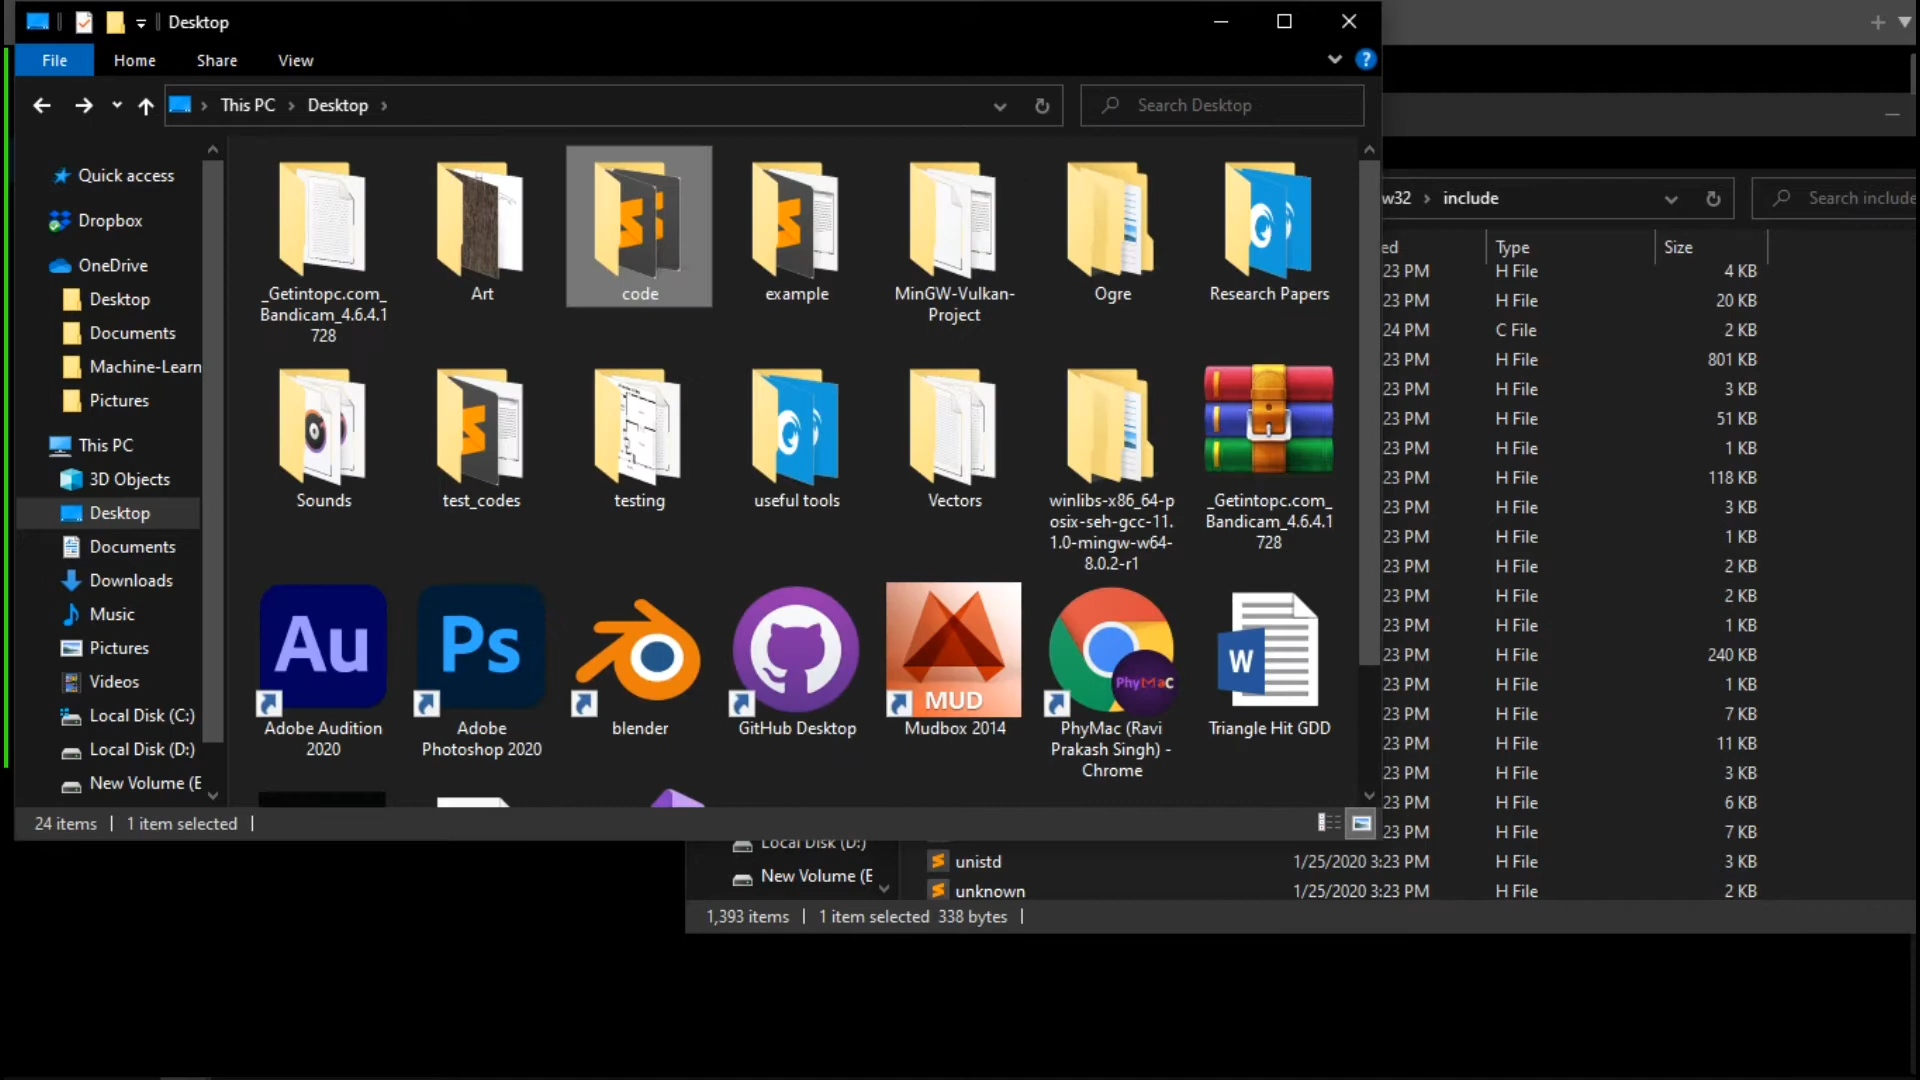 Desktop
File Home Share View
This PC Desktop
Search Desktop
Quick access
Dropbox
OneDrive
Desktop
Documents
Machine-Learn
Pictures
This PC
3D Objects
Desktop
Documents
Downloads
Music
Pictures
Videos
Local Disk (C:)
Local Disk (D:)
New Volume (E
_Getintopc.com_
Bandicam_4.6.4.1
728
Art
code
example
MinGW-Vulkan-
Project
Ogre
Research Papers
Sounds
test_codes
testing
useful tools
Vectors
winlibs-x86_64-p
osix-seh-gcc-11.
1.0-mingw-w64-
8.0.2-r1
_Getintopc.com_
Bandicam_4.6.4.1
728
Au
Adobe Audition
2020
Ps
Adobe
Photoshop 2020
blender
GitHub Desktop
MUD
Mudbox 2014
PhyMaC
PhyMac (Ravi
Prakash Singh) -
Chrome
W
Triangle Hit GDD
24 items 1 item selected
w32 include
Search include
ed Type Size
23 PM H File 4 KB
23 PM H File 20 KB
24 PM C File 2 KB
23 PM H File 801 KB
23 PM H File 3 KB
23 PM H File 51 KB
23 PM H File 1 KB
23 PM H File 118 KB
23 PM H File 3 KB
23 PM H File 1 KB
23 PM H File 2 KB
23 PM H File 2 KB
23 PM H File 1 KB
23 PM H File 240 KB
23 PM H File 1 KB
23 PM H File 7 KB
23 PM H File 11 KB
23 PM H File 3 KB
23 PM H File 6 KB
23 PM H File 7 KB
Local Disk (D:)
New Volume (E
unistd 1/25/2020 3:23 PM H File 3 KB
unknown 1/25/2020 3:23 PM H File 2 KB
1,393 items 1 item selected 338 bytes